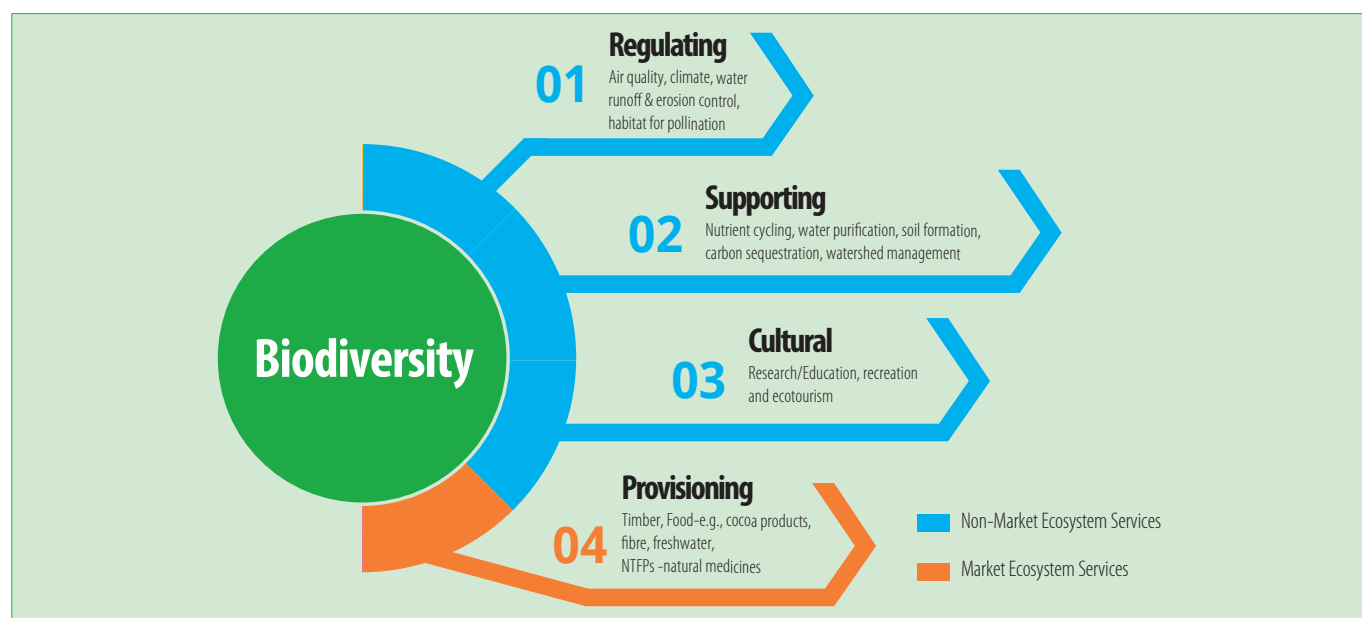 Regulating
01
Air quality, climate, water
runoff & erosion control,
habitat for pollination
Supporting
02
Nutrient cycling, water purification, soil formation,
carbon sequestration, watershed management
Biodiversity
Cultural
03
Research/Education, recreation
and ecotourism
Provisioning
04
Timber, Food-e.g., cocoa products,
fibre, freshwater,
NTFPs -natural medicines
Non-Market Ecosystem Services
Market Ecosystem Services